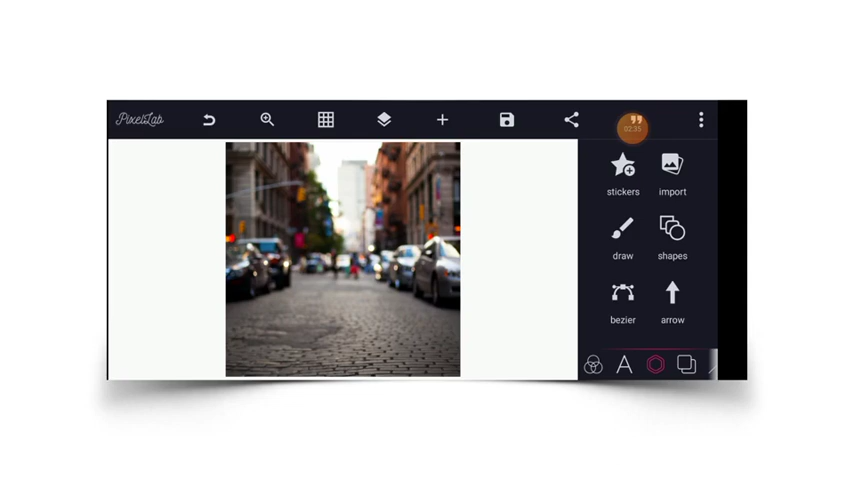 PixelLab
02:35
stickers
import
draw
shapes
bezier
arrow
A